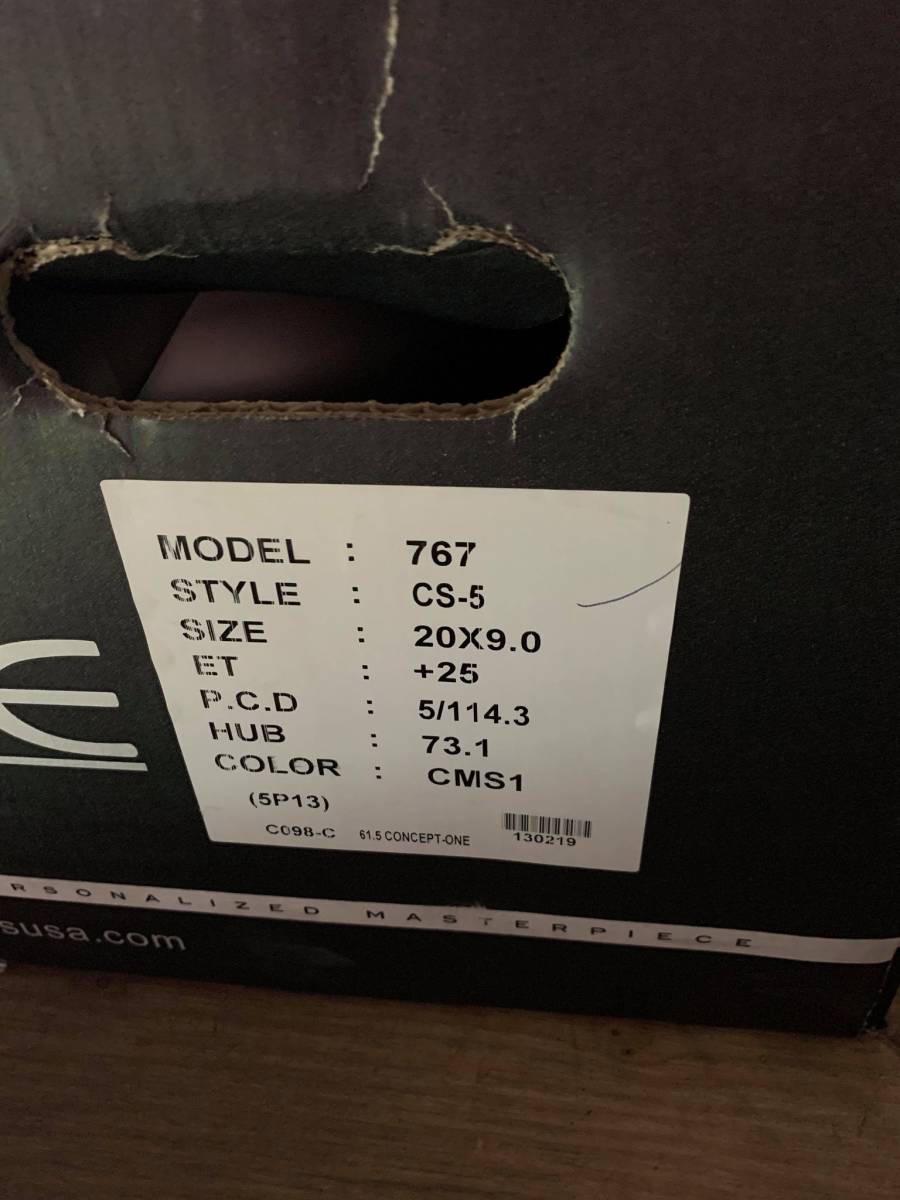 MODEL : 767
STYLE : CS-5
SIZE : 20X9.0
ET : +25
P.C.D : 5/114.3
HUB : 73.1
COLOR : CMS1
(5P13)
C098-C 61.5 CONCEPT-ONE 130219
E
RSONALIZED MASTERPIECE
susa.com